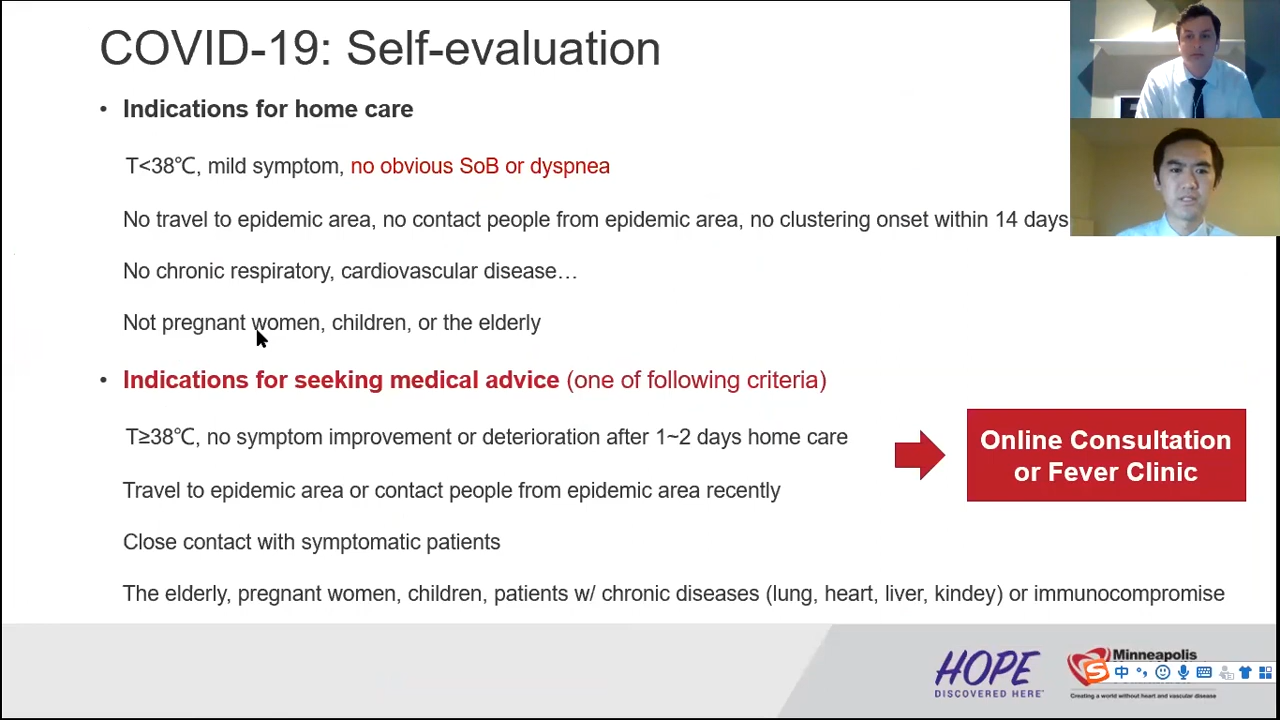 COVID-19: Self-evaluation
• Indications for home care
T<38℃, mild symptom, no obvious SoB or dyspnea
No travel to epidemic area, no contact people from epidemic area, no clustering onset within 14 days
No chronic respiratory, cardiovascular disease…
Not pregnant women, children, or the elderly
• Indications for seeking medical advice (one of following criteria)
T≥38℃, no symptom improvement or deterioration after 1~2 days home care
Online Consultation
or Fever Clinic
Travel to epidemic area or contact people from epidemic area recently
Close contact with symptomatic patients
The elderly, pregnant women, children, patients w/ chronic diseases (lung, heart, liver, kindey) or immunocompromise
HOPE
DISCOVERED HERE™
Minneapolis
中
Creating a world without heart and vascular disease